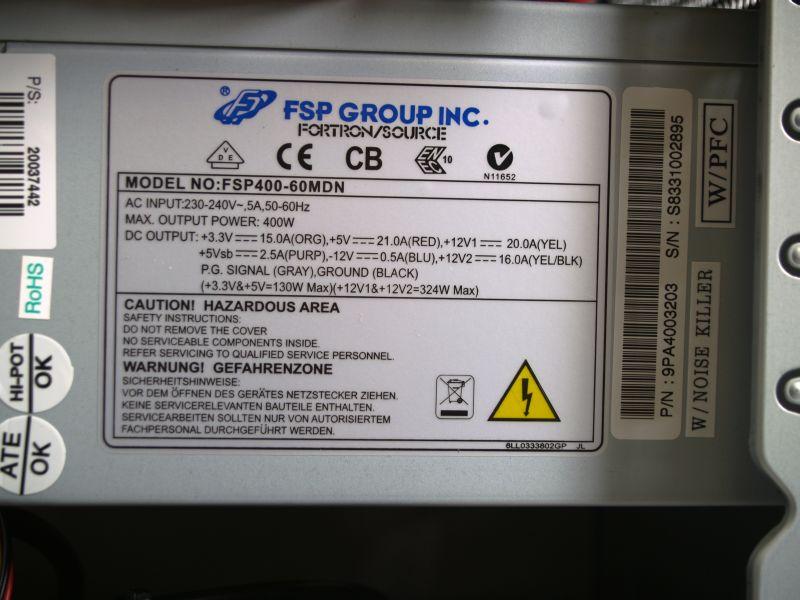 P/S:
20037442
RoHS
HI-POT
OK
ATE
OK
® FSP GROUP INC.
FORTRON/SOURCE
VDE
CE CB ENEC 10
N11652
MODEL NO:FSP400-60MDN
AC INPUT:230-240V~,5A,50-60Hz
MAX. OUTPUT POWER: 400W
DC OUTPUT: +3.3V⎓15.0A(ORG),+5V⎓21.0A(RED),+12V1⎓20.0A(YEL)
+5Vsb⎓2.5A(PURP),-12V⎓0.5A(BLU),+12V2⎓16.0A(YEL/BLK)
P.G. SIGNAL (GRAY),GROUND (BLACK)
(+3.3V&+5V=130W Max)(+12V1&+12V2=324W Max)
CAUTION! HAZARDOUS AREA
SAFETY INSTRUCTIONS:
DO NOT REMOVE THE COVER
NO SERVICEABLE COMPONENTS INSIDE.
REFER SERVICING TO QUALIFIED SERVICE PERSONNEL.
WARNUNG! GEFAHRENZONE
SICHERHEITSHINWEISE:
VOR DEM ÖFFNEN DES GERÄTES NETZSTECKER ZIEHEN.
KEINE SERVICERELEVANTEN BAUTEILE ENTHALTEN.
SERVICEARBEITEN SOLLTEN NUR VON AUTORISIERTEM
FACHPERSONAL DURCHGEFÜHRT WERDEN.
6LL0333802GP JL
P/N : 9PA4003203 S/N : S8331002895
W/PFC
W/NOISE KILLER